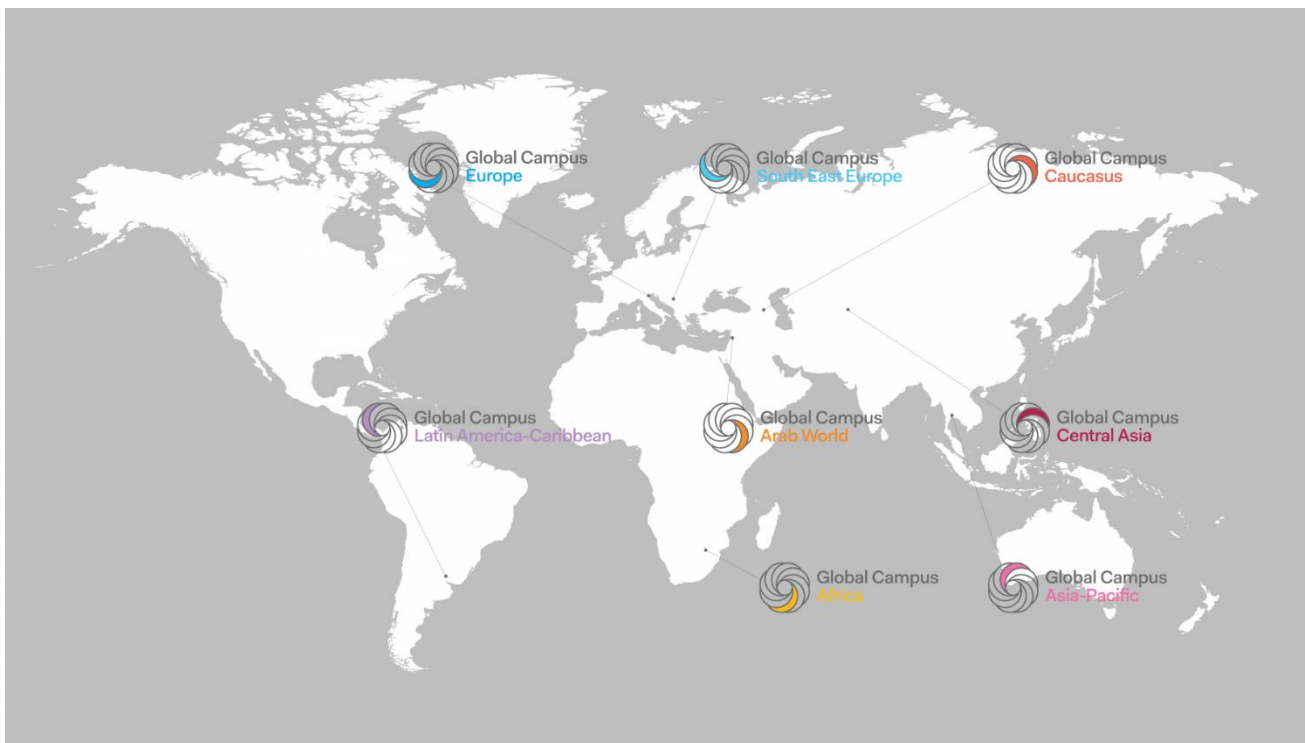 Global Campus
Europe
Global Campus
South East Europe
Global Campus
Caucasus
Global Campus
Latin America-Caribbean
Global Campus
Arab World
Global Campus
Central Asia
Global Campus
Africa
Global Campus
Asia-Pacific